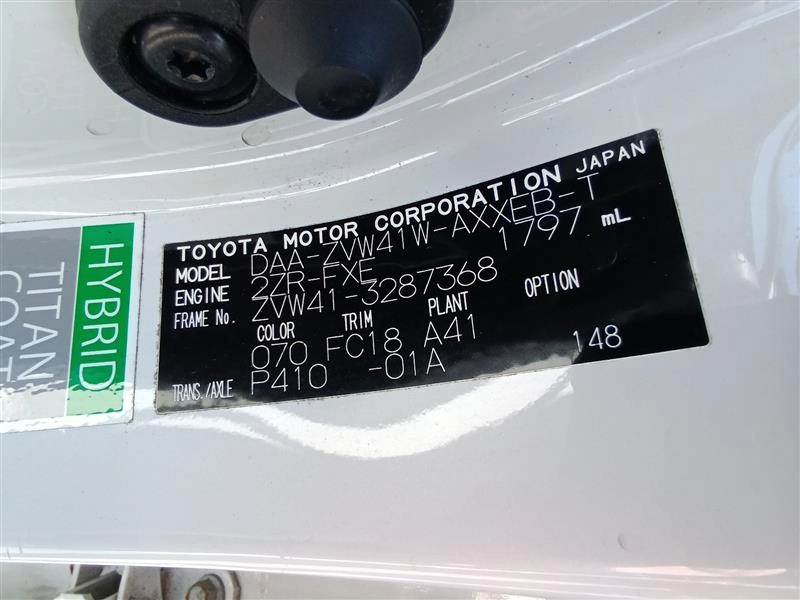 TOYOTA MOTOR CORPORATION JAPAN
MODEL DAA-ZVW41W-AXXEB-T
ENGINE 2ZR-FXE 1797 mL
FRAME No. ZVW41-3287368
COLOR TRIM PLANT OPTION
070 FC18 A41
TRANS./AXLE P410 -01A 148
HYBRID
TITAN
COAT